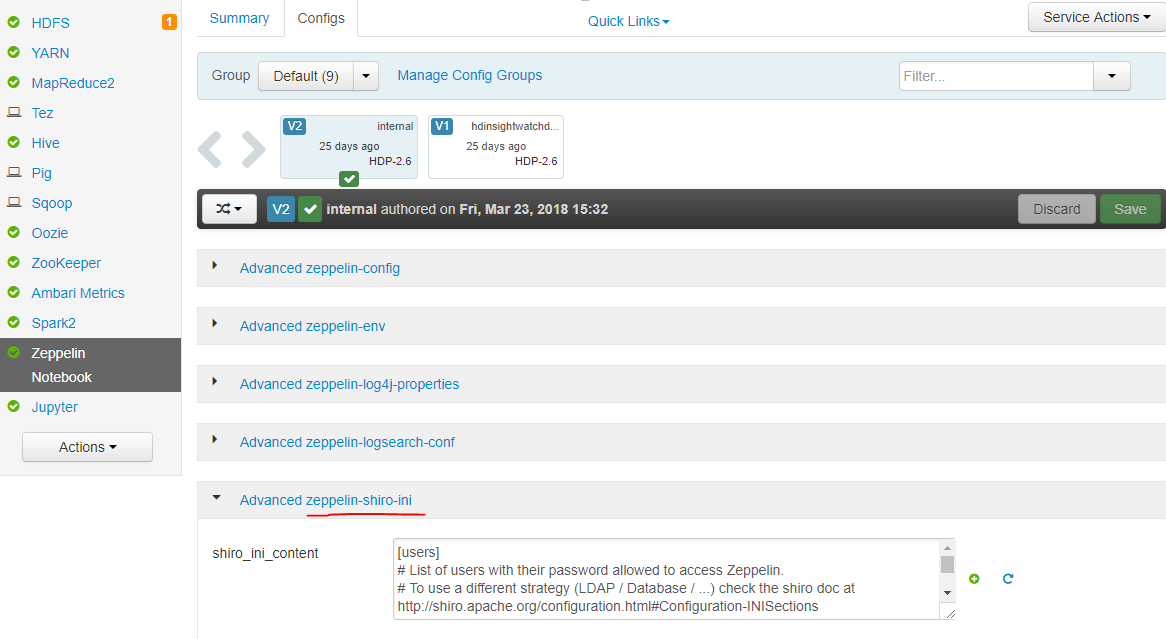 HDFS
1
YARN
MapReduce2
Tez
Hive
Pig
Sqoop
Oozie
ZooKeeper
Ambari Metrics
Spark2
Zeppelin
Notebook
Jupyter
Actions
Summary
Configs
Quick Links
Service Actions
Group
Default (9)
Manage Config Groups
Filter...
V2 internal
25 days ago
HDP-2.6
V1 hdinsightwatchd...
25 days ago
HDP-2.6
V2 internal authored on Fri, Mar 23, 2018 15:32
Discard
Save
Advanced zeppelin-config
Advanced zeppelin-env
Advanced zeppelin-log4j-properties
Advanced zeppelin-logsearch-conf
Advanced zeppelin-shiro-ini
shiro_ini_content
[users]
# List of users with their password allowed to access Zeppelin.
# To use a different strategy (LDAP / Database / ...) check the shiro doc at
http://shiro.apache.org/configuration.html#Configuration-INISections